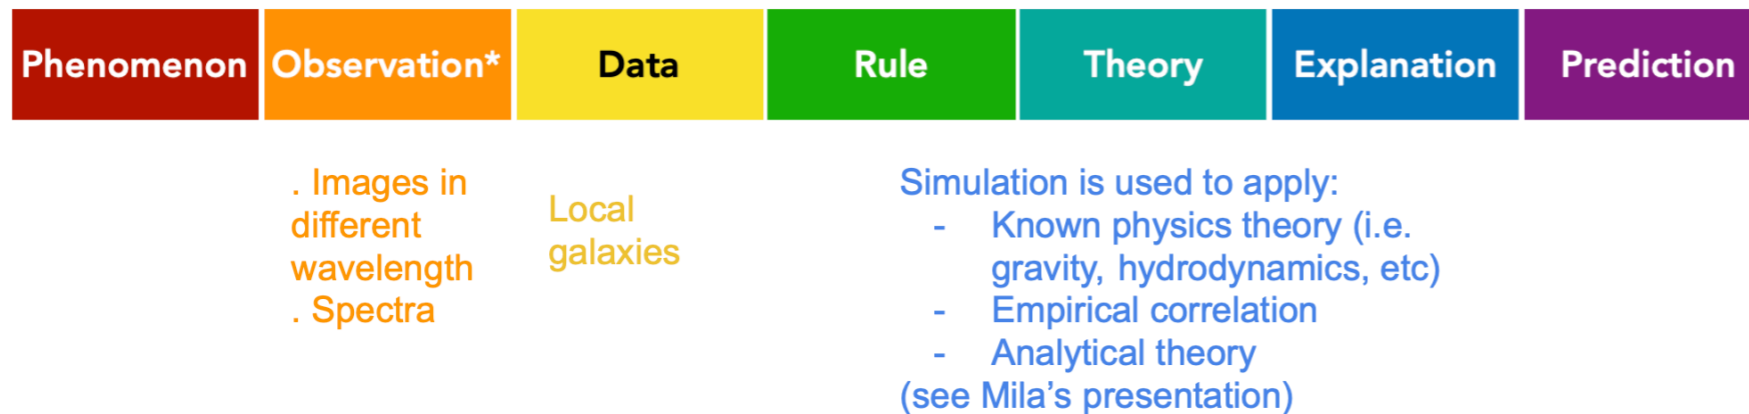 Phenomenon Observation* Data Rule Theory Explanation Prediction
. Images in
different
wavelength
. Spectra
Local
galaxies
Simulation is used to apply:
- Known physics theory (i.e.
gravity, hydrodynamics, etc)
- Empirical correlation
- Analytical theory
(see Mila's presentation)